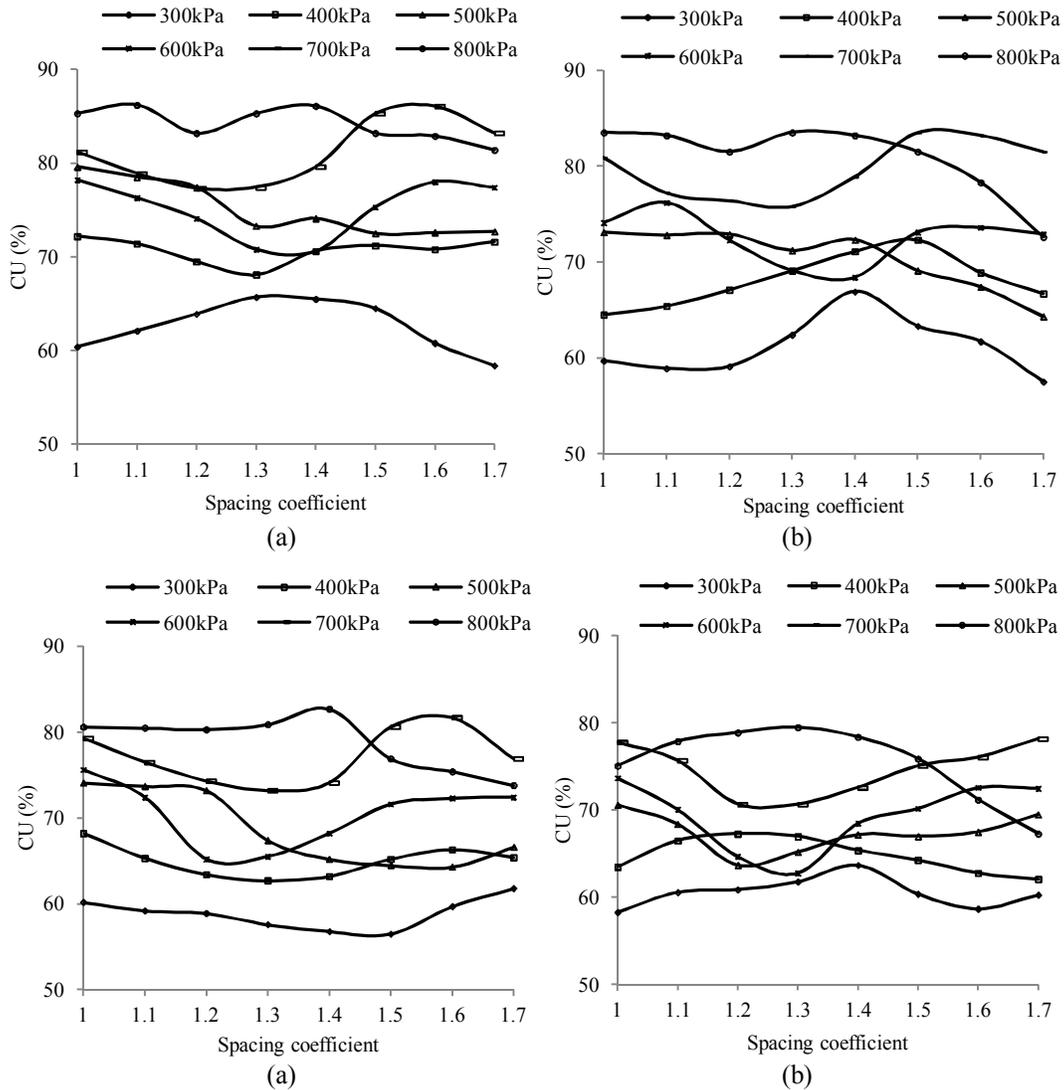 300kPa 400kPa 500kPa
600kPa 700kPa 800kPa
90
80
70
60
50
CU (%)
1 1.1 1.2 1.3 1.4 1.5 1.6 1.7
Spacing coefficient
(a)
300kPa 400kPa 500kPa
600kPa 700kPa 800kPa
90
80
70
60
50
CU (%)
1 1.1 1.2 1.3 1.4 1.5 1.6 1.7
Spacing coefficient
(b)
300kPa 400kPa 500kPa
600kPa 700kPa 800kPa
90
80
70
60
50
CU (%)
1 1.1 1.2 1.3 1.4 1.5 1.6 1.7
Spacing coefficient
(a)
300kPa 400kPa 500kPa
600kPa 700kPa 800kPa
90
80
70
60
50
CU (%)
1 1.1 1.2 1.3 1.4 1.5 1.6 1.7
Spacing coefficient
(b)